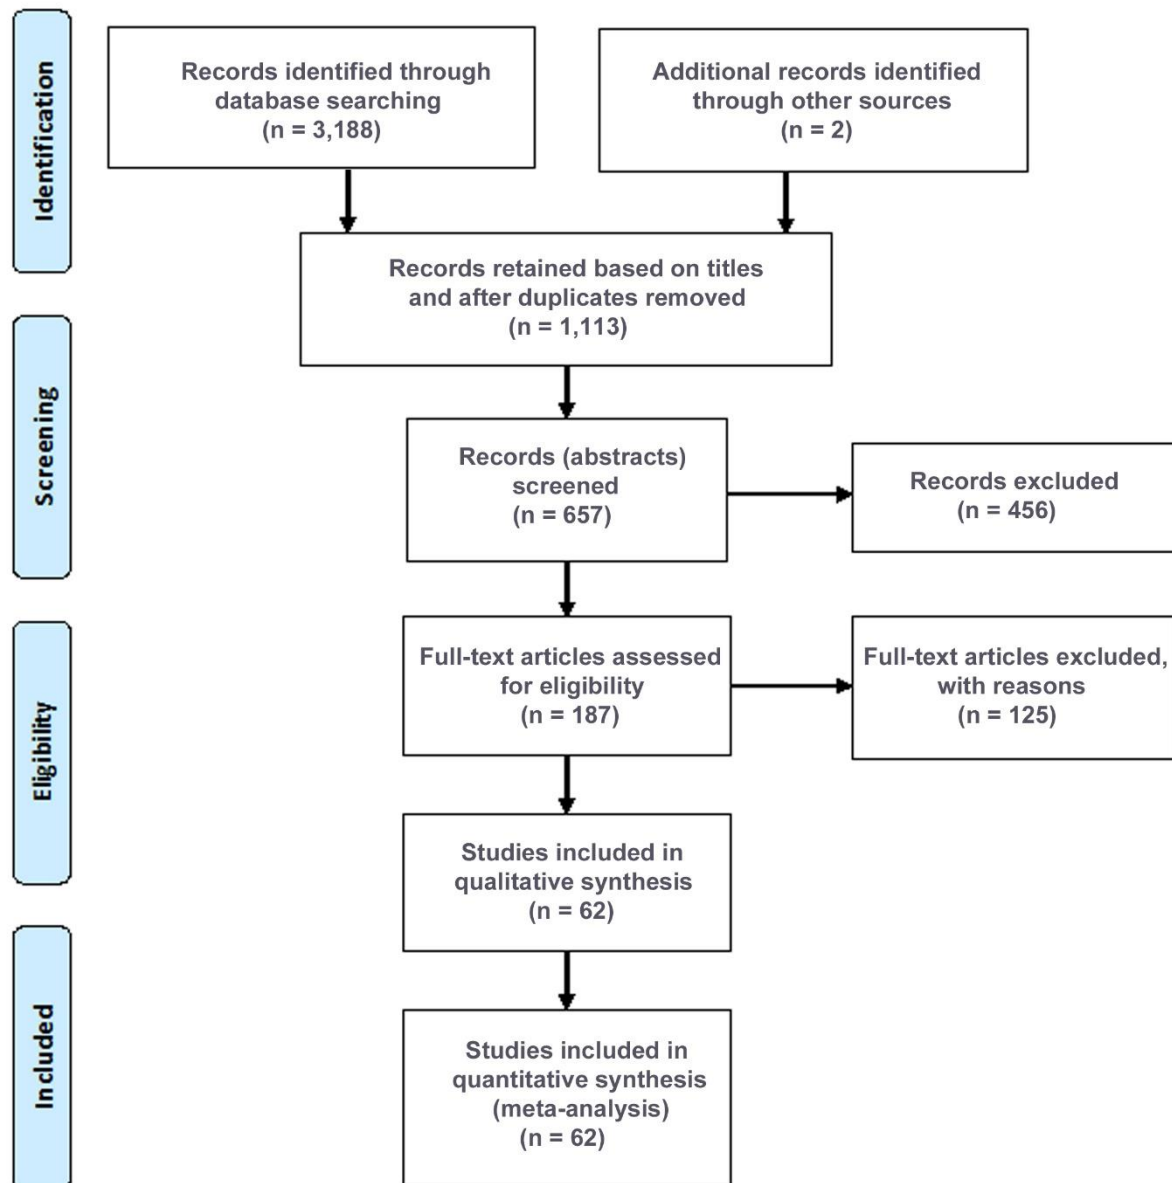 Identification
Records identified through
database searching
(n = 3,188)
Additional records identified
through other sources
(n = 2)
Records retained based on titles
and after duplicates removed
(n = 1,113)
Screening
Records (abstracts)
screened
(n = 657)
Records excluded
(n = 456)
Eligibility
Full-text articles assessed
for eligibility
(n = 187)
Full-text articles excluded,
with reasons
(n = 125)
Studies included in
qualitative synthesis
(n = 62)
Included
Studies included in
quantitative synthesis
(meta-analysis)
(n = 62)